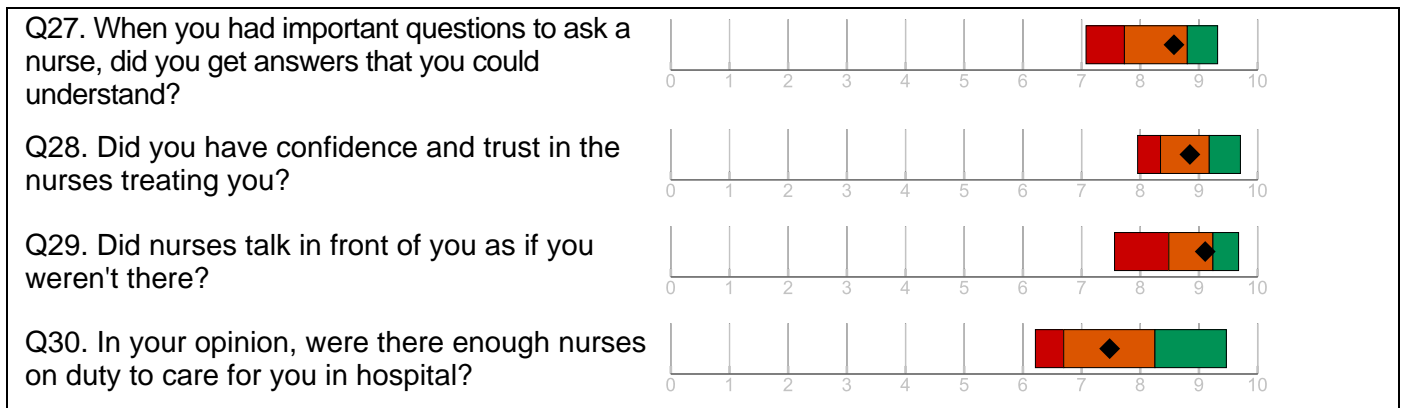 Q27. When you had important questions to ask a
nurse, did you get answers that you could
understand?
0 1 2 3 4 5 6 7 8 9 10
Q28. Did you have confidence and trust in the
nurses treating you?
0 1 2 3 4 5 6 7 8 9 10
Q29. Did nurses talk in front of you as if you
weren't there?
0 1 2 3 4 5 6 7 8 9 10
Q30. In your opinion, were there enough nurses
on duty to care for you in hospital?
0 1 2 3 4 5 6 7 8 9 10